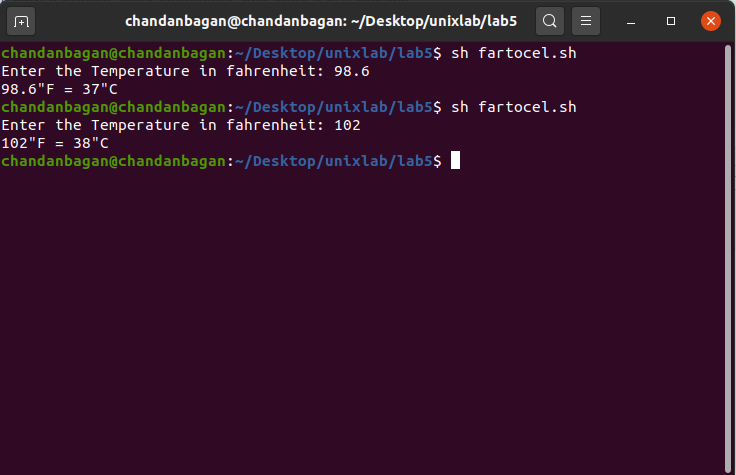 chandanbagan@chandanbagan: ~/Desktop/unixlab/lab5
chandanbagan@chandanbagan:~/Desktop/unixlab/lab5$ sh fartocel.sh
Enter the Temperature in fahrenheit: 98.6
98.6"F = 37"C
chandanbagan@chandanbagan:~/Desktop/unixlab/lab5$ sh fartocel.sh
Enter the Temperature in fahrenheit: 102
102"F = 38"C
chandanbagan@chandanbagan:~/Desktop/unixlab/lab5$